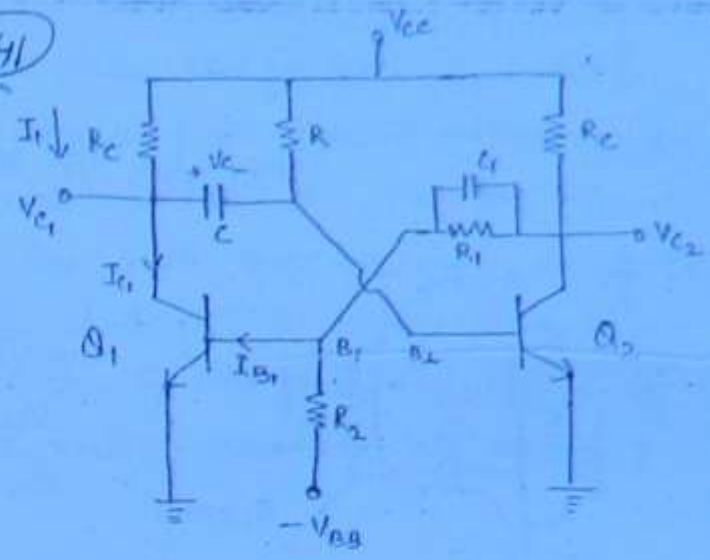 41
Vcc
I₁ Rc + Vc - R Rc
C₁
Vc₁ C R₁ Vc₂
Ic₁
Q₁ IB₁ B₁ B₂ Q₂
R₂
- VBB